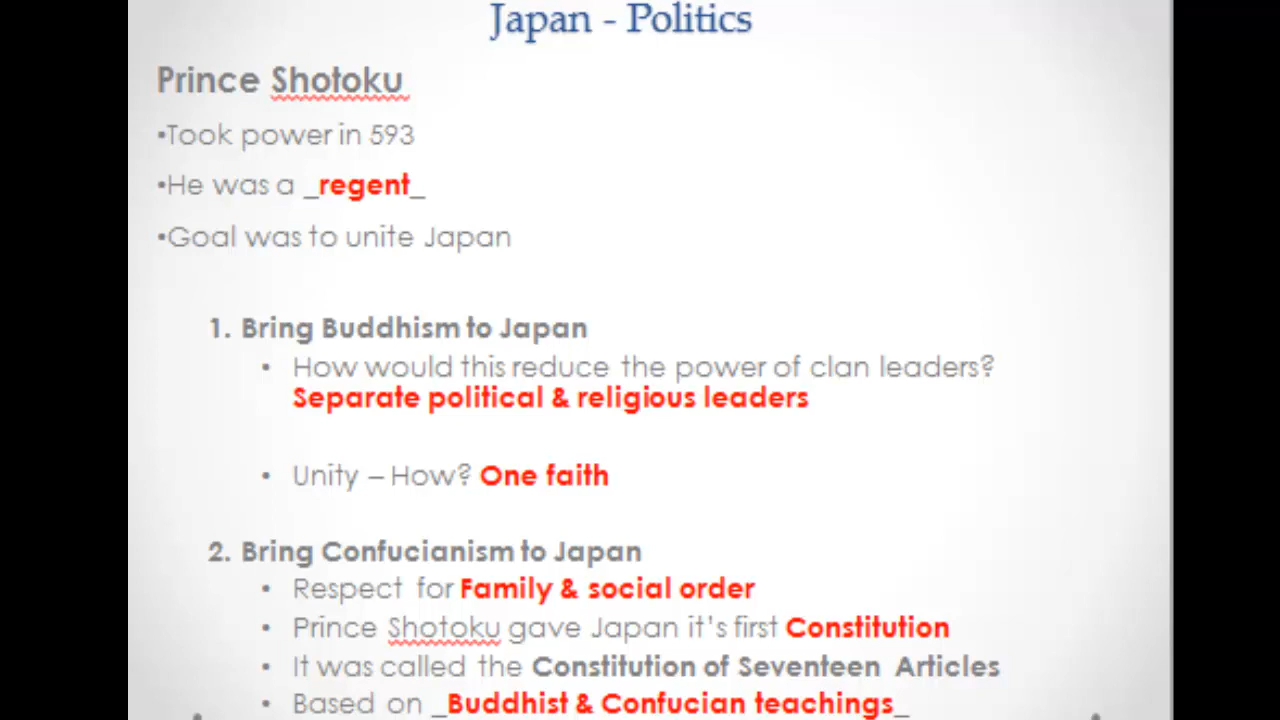 Japan - Politics
Prince Shotoku
•Took power in 593
•He was a _regent_
•Goal was to unite Japan
1. Bring Buddhism to Japan
• How would this reduce the power of clan leaders?
Separate political & religious leaders
• Unity – How? One faith
2. Bring Confucianism to Japan
• Respect for Family & social order
• Prince Shotoku gave Japan it's first Constitution
• It was called the Constitution of Seventeen Articles
• Based on _Buddhist & Confucian teachings_